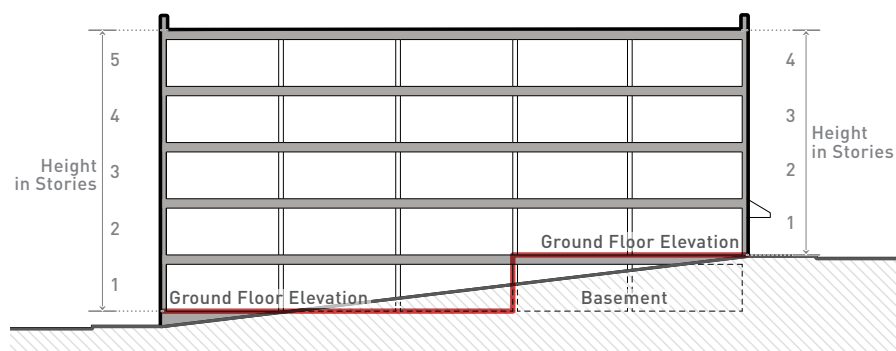 5
4
3
2
1
Height
in Stories
4
3
2
1
Height
in Stories
Ground Floor Elevation
Ground Floor Elevation
Basement